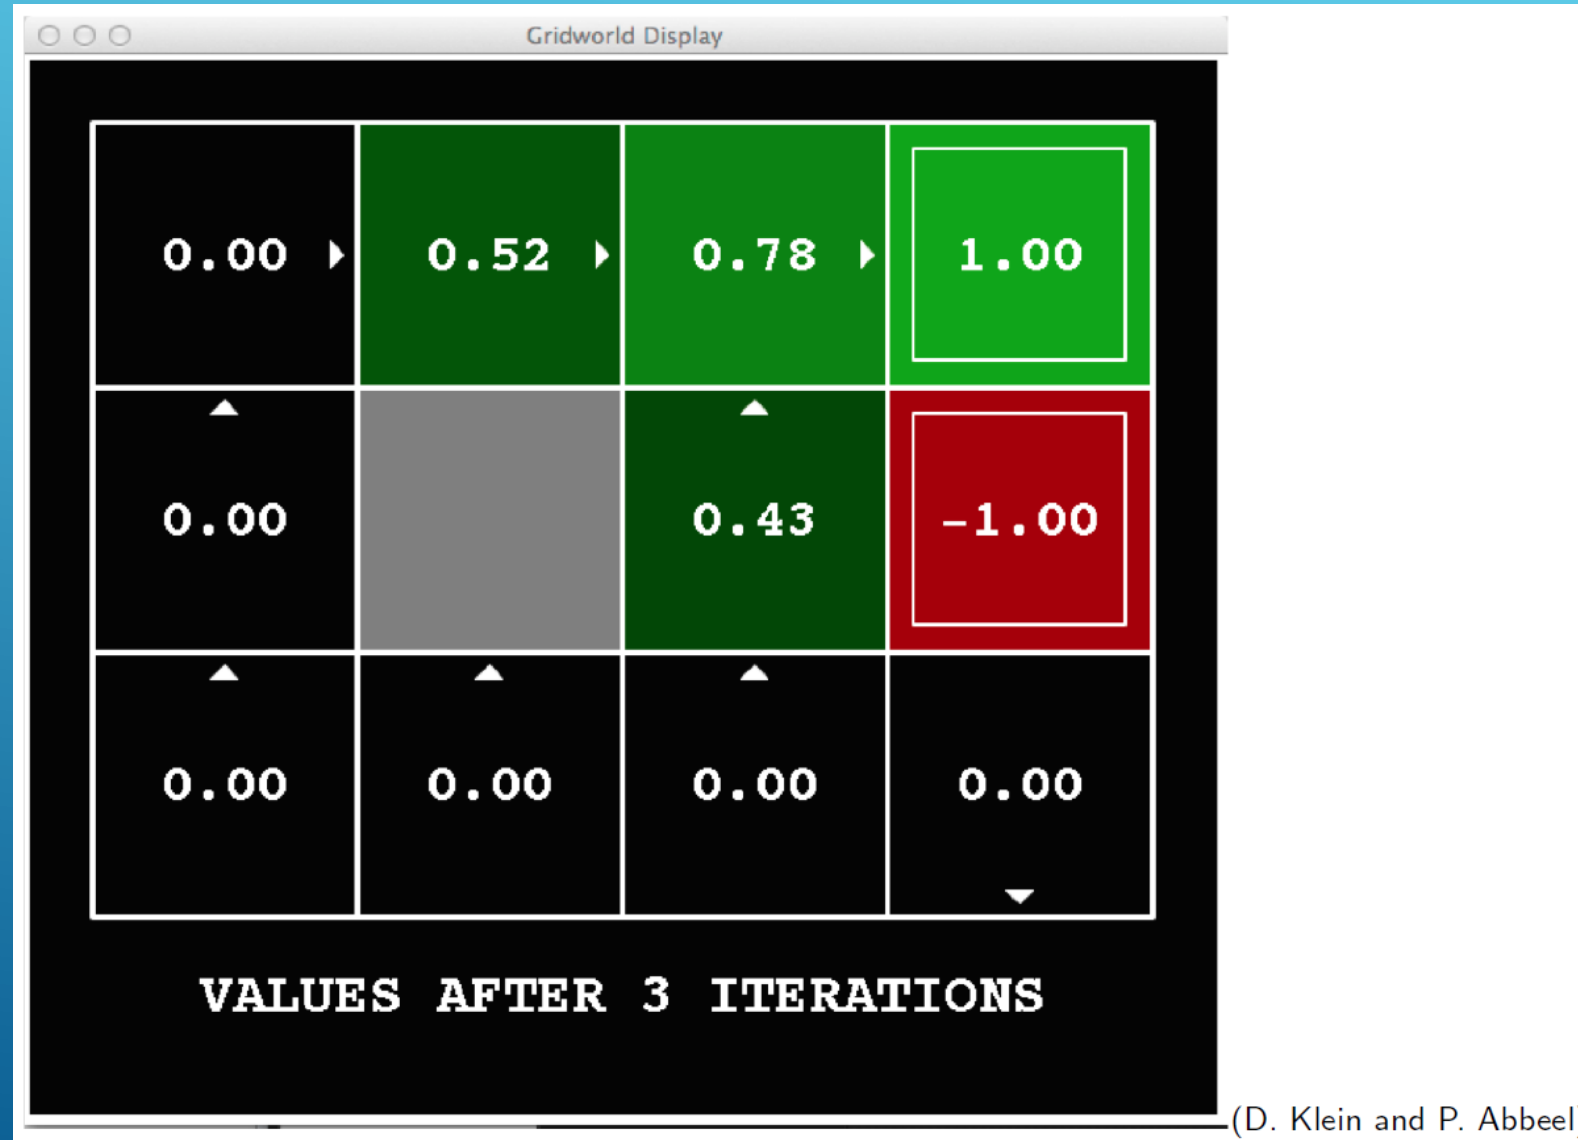 Gridworld Display
0.00 0.52 0.78 1.00
0.00 0.43 -1.00
0.00 0.00 0.00 0.00
VALUES AFTER 3 ITERATIONS
(D. Klein and P. Abbeel)